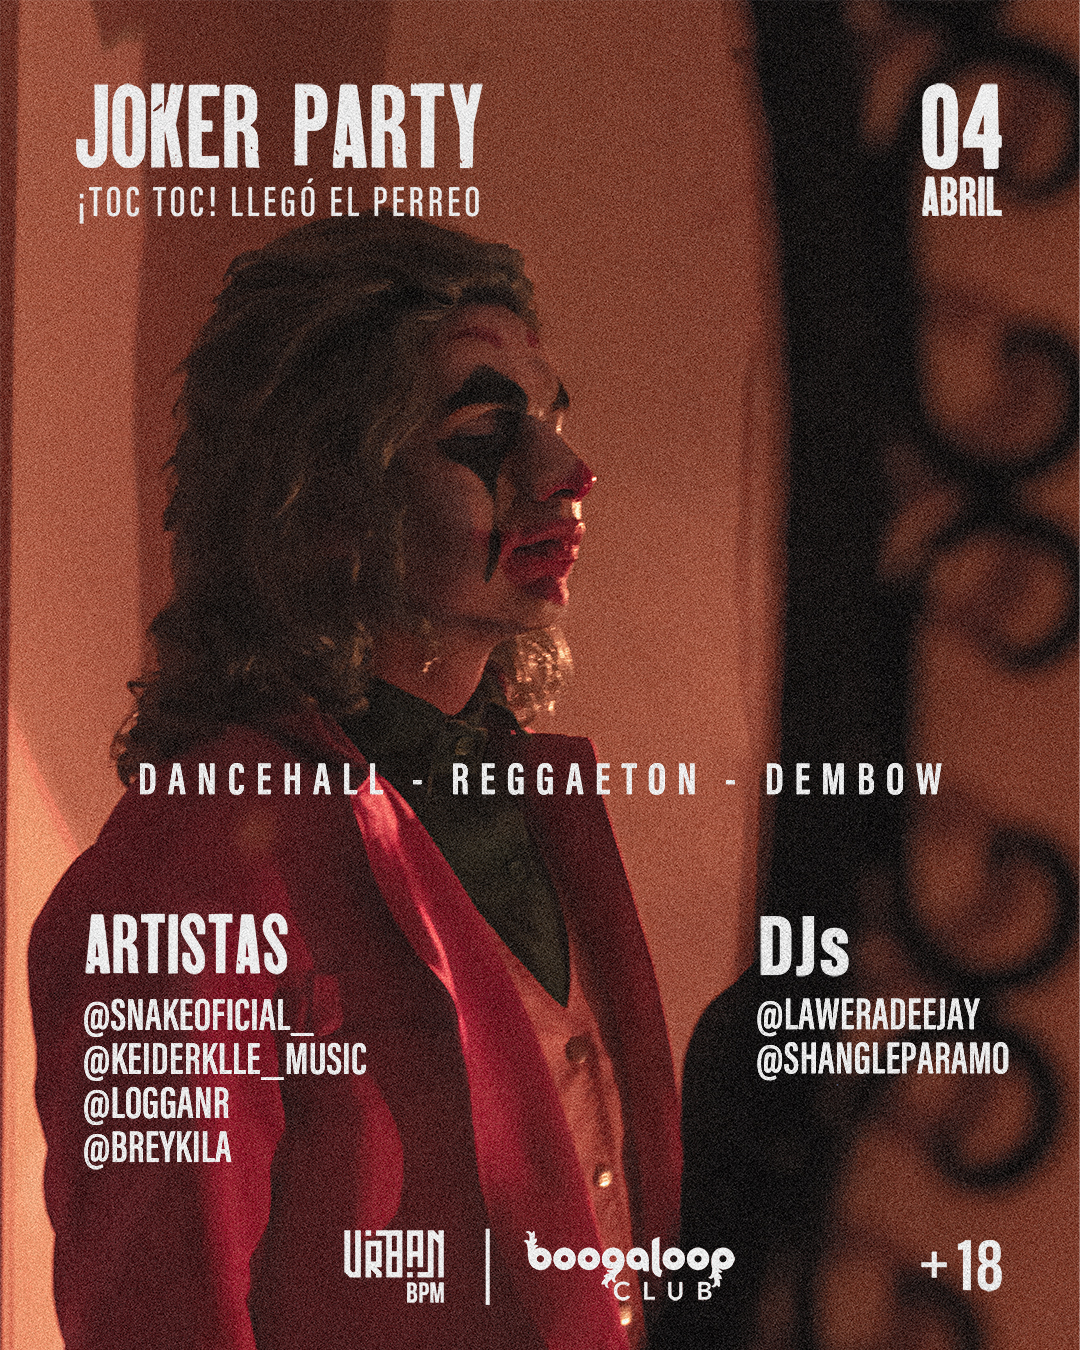 JOKER PARTY
¡TOC TOC! LLEGÓ EL PERREO
04
ABRIL
DANCEHALL - REGGAETON - DEMBOW
ARTISTAS
@SNAKEOFICIAL_
@KEIDERKLLE_MUSIC
@LOGGANR
@BREYKILA
DJs
@LAWERADEEJAY
@SHANGLEPARAMO
URBAN
BPM
boogaloop
CLUB
+18